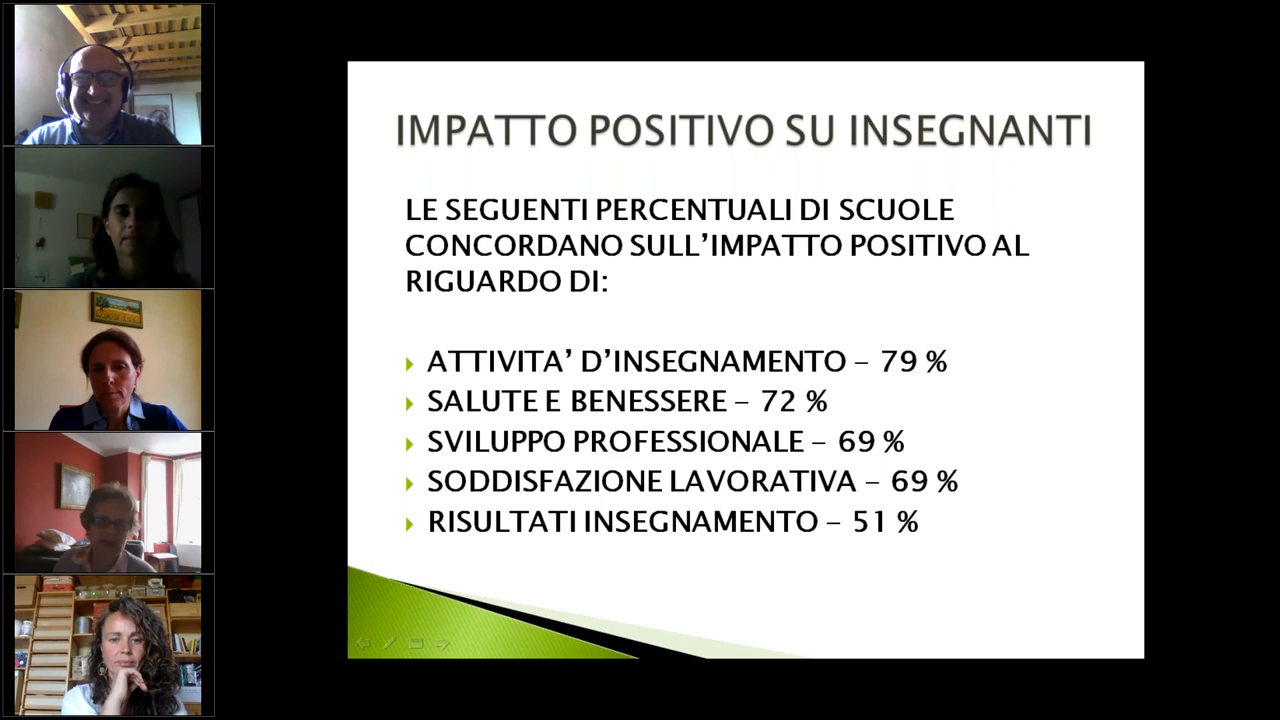 IMPATTO POSITIVO SU INSEGNANTI
LE SEGUENTI PERCENTUALI DI SCUOLE
CONCORDANO SULL’IMPATTO POSITIVO AL
RIGUARDO DI:
ATTIVITA’ D’INSEGNAMENTO – 79 %
SALUTE E BENESSERE – 72 %
SVILUPPO PROFESSIONALE – 69 %
SODDISFAZIONE LAVORATIVA – 69 %
RISULTATI INSEGNAMENTO – 51 %